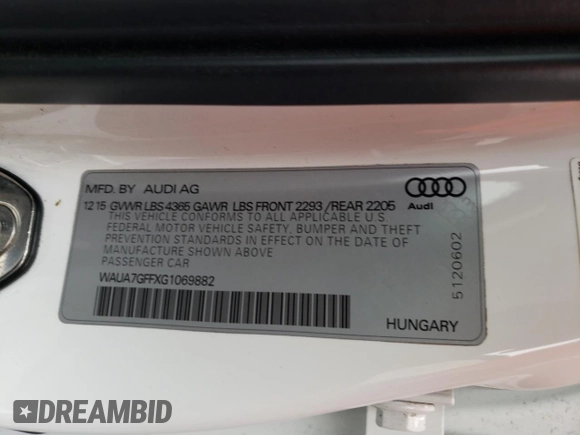 MFD. BY AUDI AG
Audi
12 15 GVWR LBS 4365 GAWR LBS FRONT 2293 / REAR 2205
THIS VEHICLE CONFORMS TO ALL APPLICABLE U.S.
FEDERAL MOTOR VEHICLE SAFETY, BUMPER AND THEFT
PREVENTION STANDARDS IN EFFECT ON THE DATE OF
MANUFACTURE SHOWN ABOVE
PASSENGER CAR
WAUA7GFFXG1069882
5120602
HUNGARY
DREAMBID